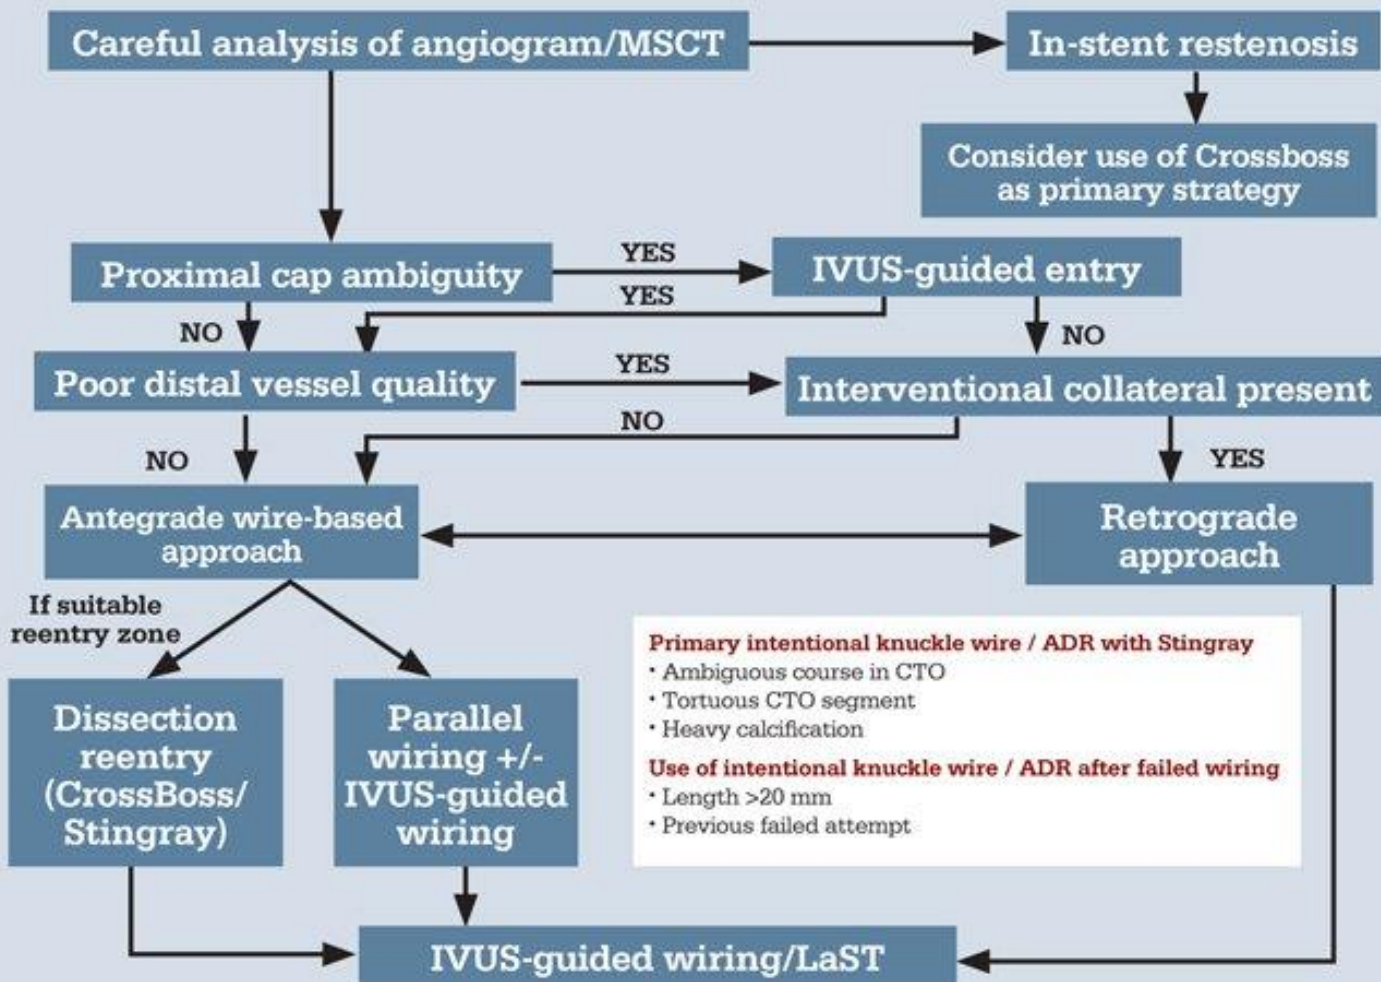 Careful analysis of angiogram/MSCT
In-stent restenosis
Consider use of Crossboss
as primary strategy
Proximal cap ambiguity
YES
IVUS-guided entry
YES
NO
NO
Poor distal vessel quality
YES
Interventional collateral present
NO
NO
YES
Antegrade wire-based
approach
Retrograde
approach
If suitable
reentry zone
Dissection
reentry
(CrossBoss/
Stingray)
Parallel
wiring +/-
IVUS-guided
wiring
Primary intentional knuckle wire / ADR with Stingray
• Ambiguous course in CTO
• Tortuous CTO segment
• Heavy calcification
Use of intentional knuckle wire / ADR after failed wiring
• Length >20 mm
• Previous failed attempt
IVUS-guided wiring/LaST